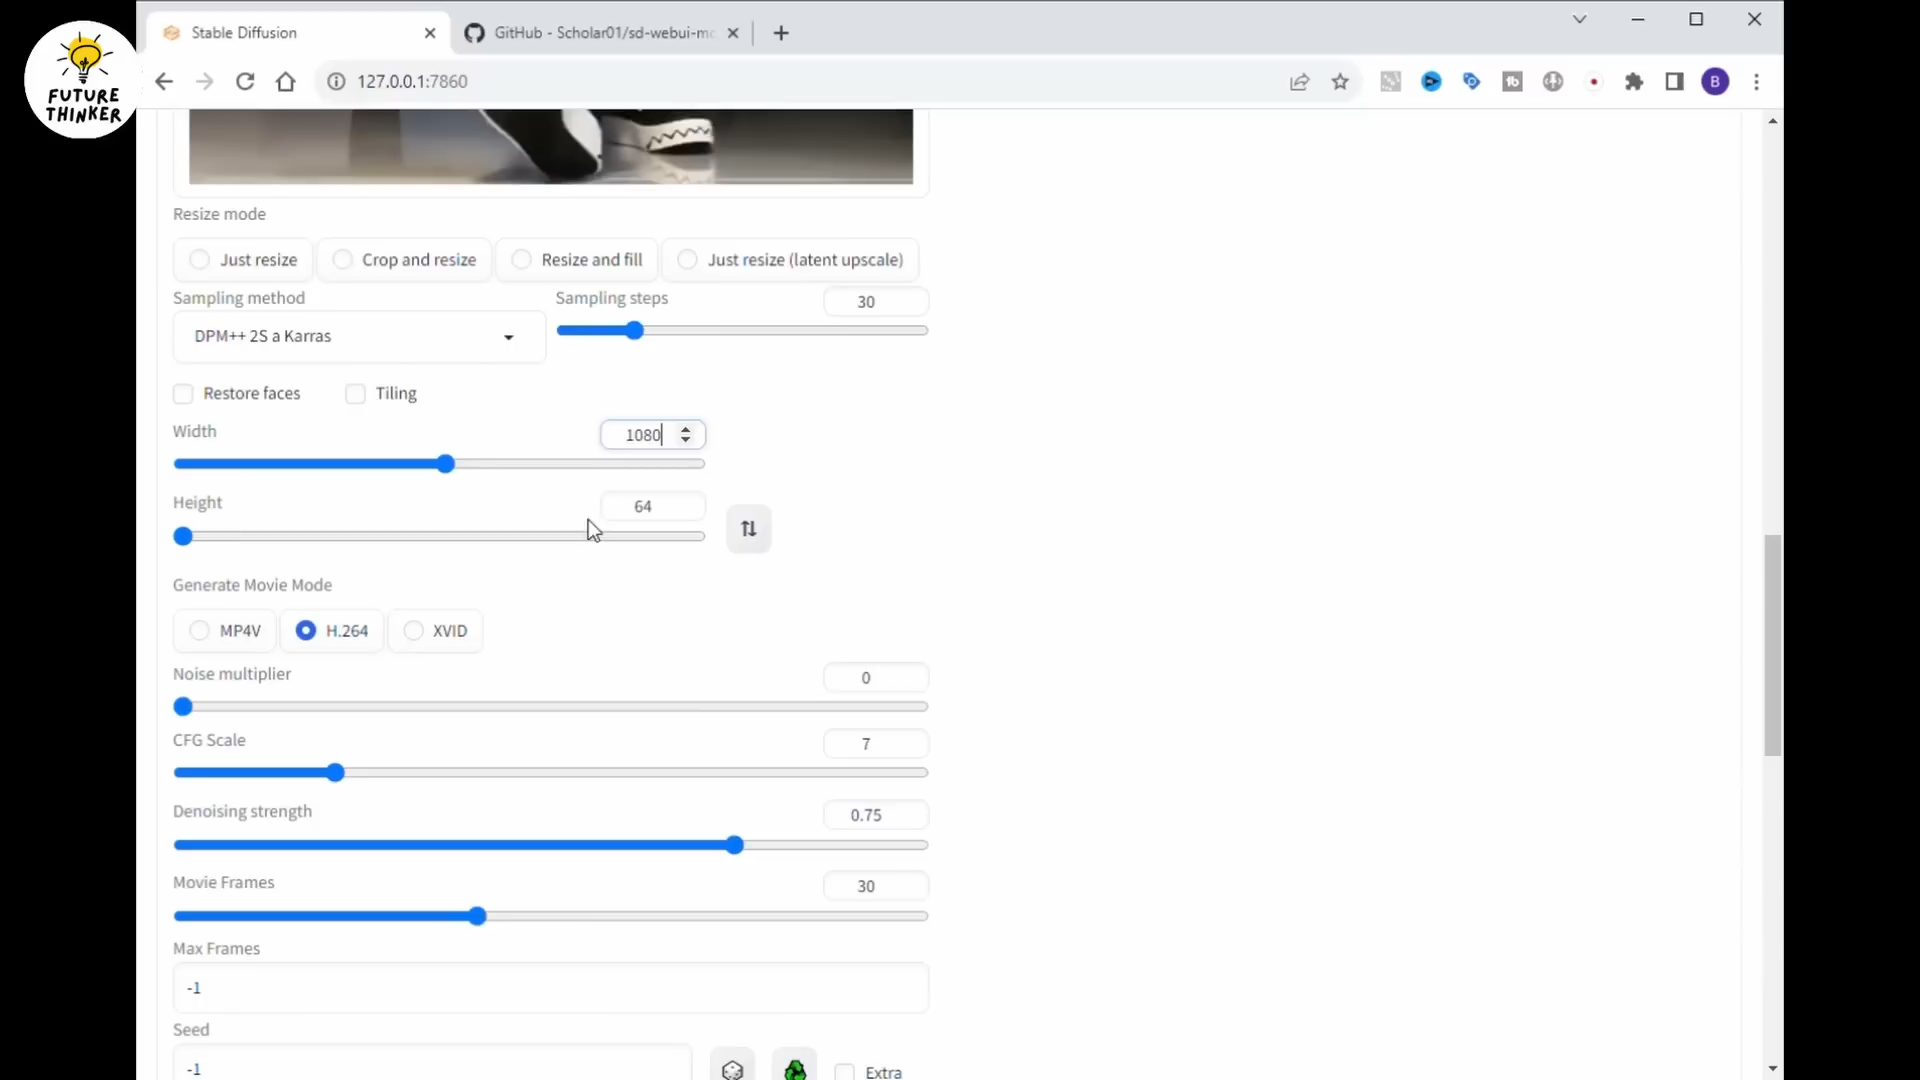 FUTURE
THINKER
Stable Diffusion
GitHub - Scholar01/sd-webui-mo
127.0.0.1:7860
B
Resize mode
Just resize
Crop and resize
Resize and fill
Just resize (latent upscale)
Sampling method
Sampling steps
30
DPM++ 2S a Karras
Restore faces
Tiling
Width
1080
Height
64
Generate Movie Mode
MP4V
H.264
XVID
Noise multiplier
0
CFG Scale
7
Denoising strength
0.75
Movie Frames
30
Max Frames
-1
Seed
-1
Extra